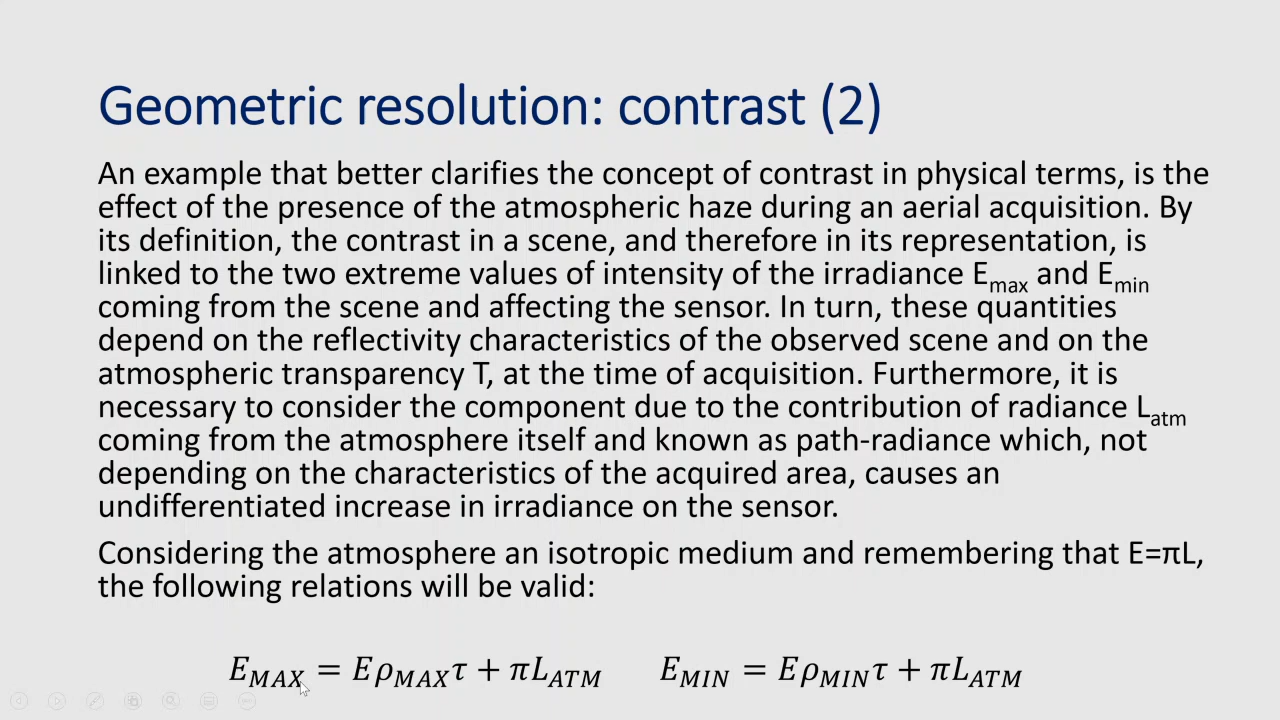 Geometric resolution: contrast (2)
An example that better clarifies the concept of contrast in physical terms, is the
effect of the presence of the atmospheric haze during an aerial acquisition. By
its definition, the contrast in a scene, and therefore in its representation, is
linked to the two extreme values of intensity of the irradiance Emax and Emin
coming from the scene and affecting the sensor. In turn, these quantities
depend on the reflectivity characteristics of the observed scene and on the
atmospheric transparency T, at the time of acquisition. Furthermore, it is
necessary to consider the component due to the contribution of radiance Latm
coming from the atmosphere itself and known as path-radiance which, not
depending on the characteristics of the acquired area, causes an
undifferentiated increase in irradiance on the sensor.
Considering the atmosphere an isotropic medium and remembering that E=πL,
the following relations will be valid:
E_MAX = Eρ_MAX τ + πL_ATM E_MIN = Eρ_MIN τ + πL_ATM